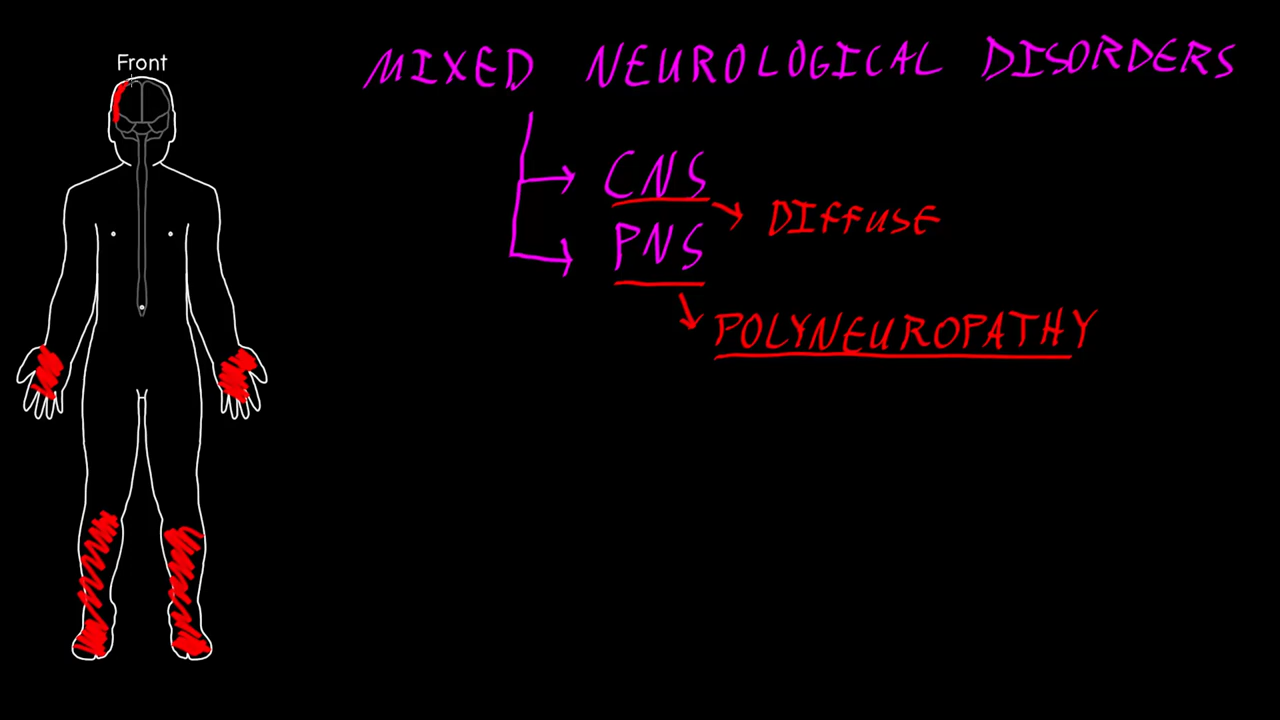 Front
MIXED NEUROLOGICAL DISORDERS
CNS
DIffUSE
PNS
POLYNEUROPATHY